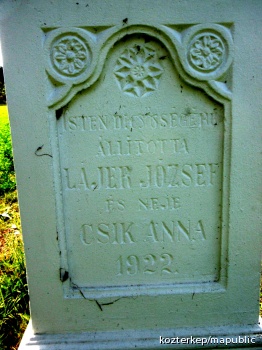 ISTEN DICSŐSÉGÉRE
ÁLLÍTOTTA
LAJER JÓZSEF
ÉS NEJE
CSIK ANNA
1922.
kozterkep/mapublic